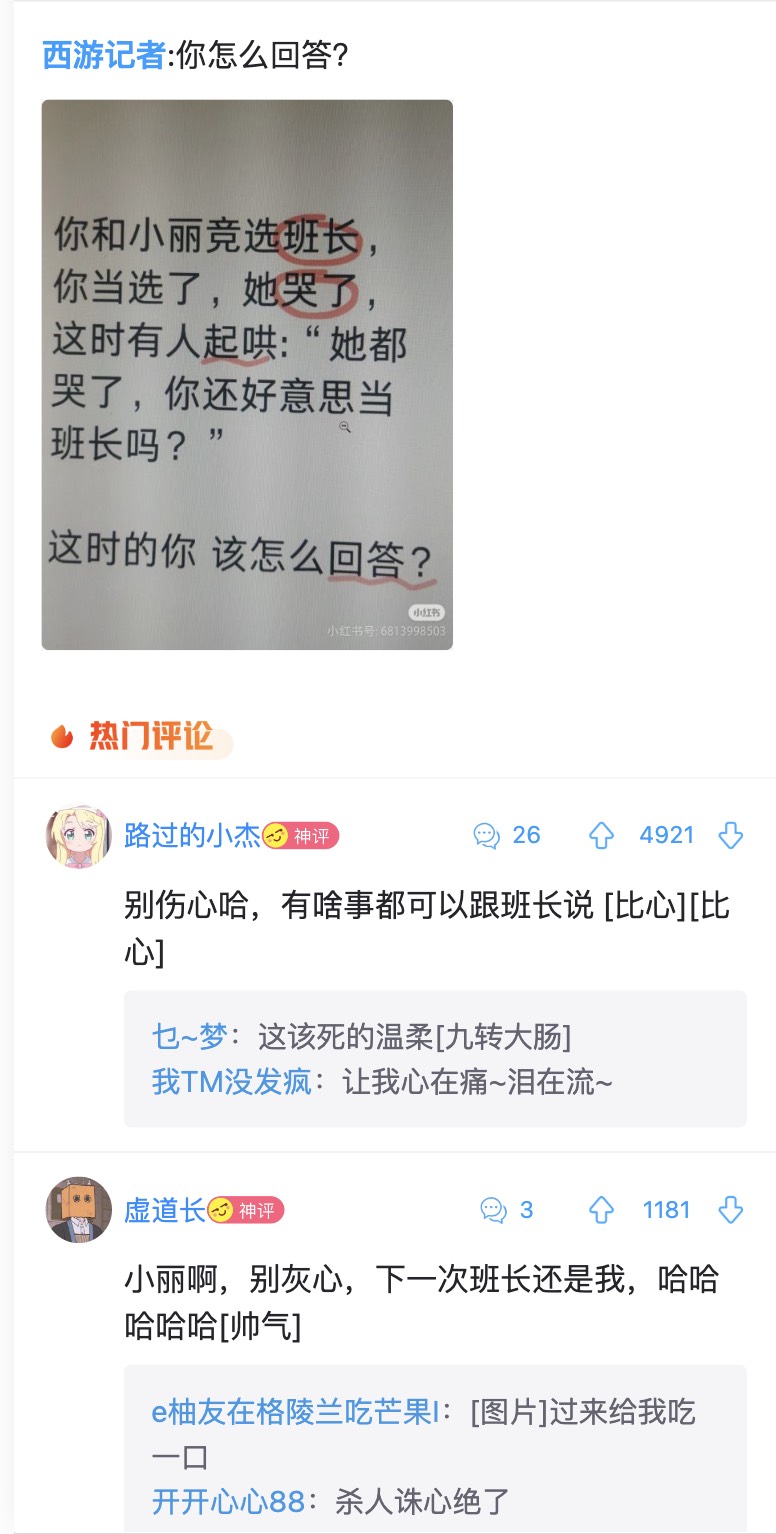 西游记者:你怎么回答?
你和小丽竞选班长，
你当选了，她哭了，
这时有人起哄:“她都
哭了，你还好意思当
班长吗？”
这时的你 该怎么回答?
小红书
小红书号: 6813998503
热门评论
路过的小杰 神评 26 4921
别伤心哈，有啥事都可以跟班长说 [比心][比
心]
乜~梦：这该死的温柔[九转大肠]
我TM没发疯：让我心在痛~泪在流~
虚道长 神评 3 1181
小丽啊，别灰心，下一次班长还是我，哈哈
哈哈哈[帅气]
e柚友在格陵兰吃芒果l：[图片]过来给我吃
一口
开开心心88：杀人诛心绝了